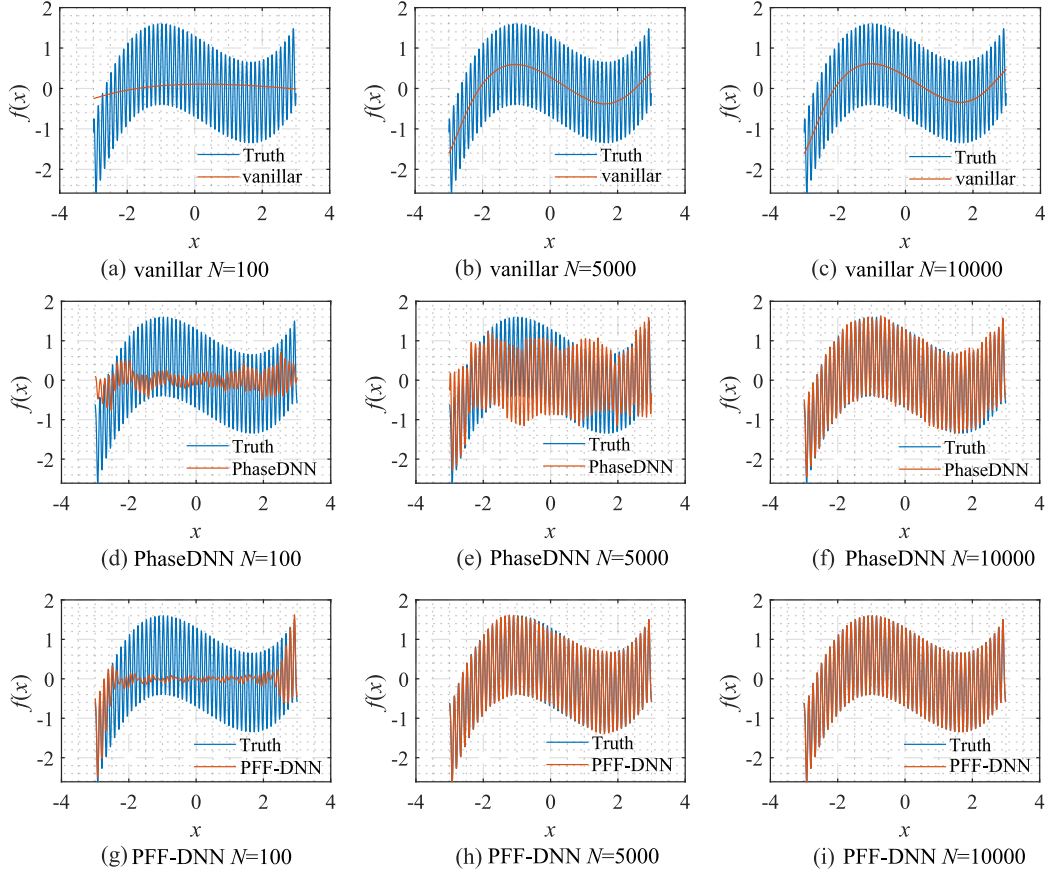 2
1
0
-1
-2
f(x)
Truth
vanillar
-4 -2 0 2 4
x
(a) vanillar N=100
2
1
0
-1
-2
f(x)
Truth
vanillar
-4 -2 0 2 4
x
(b) vanillar N=5000
2
1
0
-1
-2
f(x)
Truth
vanillar
-4 -2 0 2 4
x
(c) vanillar N=10000
2
1
0
-1
-2
f(x)
Truth
PhaseDNN
-4 -2 0 2 4
x
(d) PhaseDNN N=100
2
1
0
-1
-2
f(x)
Truth
PhaseDNN
-4 -2 0 2 4
x
(e) PhaseDNN N=5000
2
1
0
-1
-2
f(x)
Truth
PhaseDNN
-4 -2 0 2 4
x
(f) PhaseDNN N=10000
2
1
0
-1
-2
f(x)
Truth
PFF-DNN
-4 -2 0 2 4
x
(g) PFF-DNN N=100
2
1
0
-1
-2
f(x)
Truth
PFF-DNN
-4 -2 0 2 4
x
(h) PFF-DNN N=5000
2
1
0
-1
-2
f(x)
Truth
PFF-DNN
-4 -2 0 2 4
x
(i) PFF-DNN N=10000